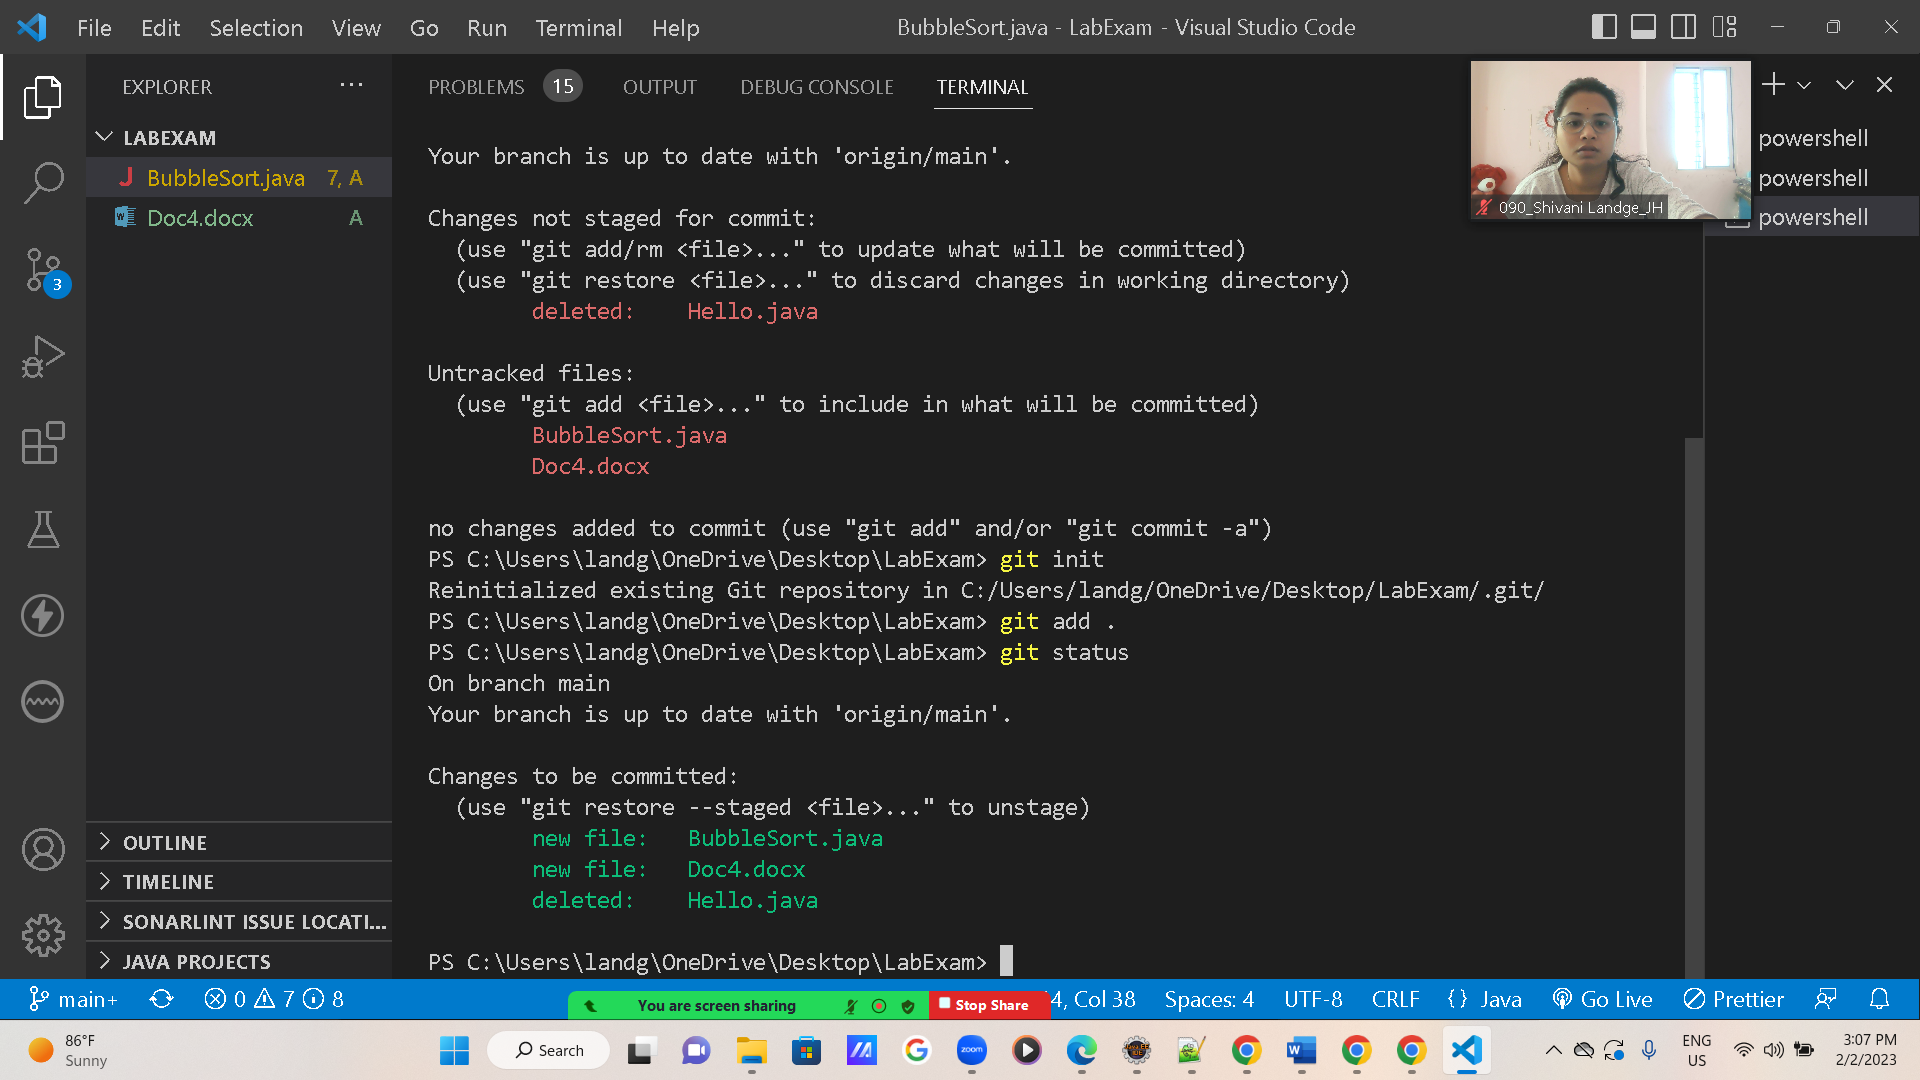 File Edit Selection View Go Run Terminal Help
BubbleSort.java - LabExam - Visual Studio Code
EXPLORER
LABEXAM
BubbleSort.java 7, A
Doc4.docx A
3
OUTLINE
TIMELINE
SONARLINT ISSUE LOCATI...
JAVA PROJECTS
PROBLEMS 15 OUTPUT DEBUG CONSOLE TERMINAL
Your branch is up to date with 'origin/main'.
Changes not staged for commit:
(use "git add/rm <file>..." to update what will be committed)
(use "git restore <file>..." to discard changes in working directory)
deleted: Hello.java
Untracked files:
(use "git add <file>..." to include in what will be committed)
BubbleSort.java
Doc4.docx
no changes added to commit (use "git add" and/or "git commit -a")
PS C:\Users\landg\OneDrive\Desktop\LabExam> git init
Reinitialized existing Git repository in C:/Users/landg/OneDrive/Desktop/LabExam/.git/
PS C:\Users\landg\OneDrive\Desktop\LabExam> git add .
PS C:\Users\landg\OneDrive\Desktop\LabExam> git status
On branch main
Your branch is up to date with 'origin/main'.
Changes to be committed:
(use "git restore --staged <file>..." to unstage)
new file: BubbleSort.java
new file: Doc4.docx
deleted: Hello.java
PS C:\Users\landg\OneDrive\Desktop\LabExam>
090_Shivani Landge_JH
powershell
powershell
powershell
main+ 0 7 8
You are screen sharing Stop Share
4, Col 38 Spaces: 4 UTF-8 CRLF {} Java Go Live Prettier
86°F
Sunny
Search
zoom
ENG
US
3:07 PM
2/2/2023